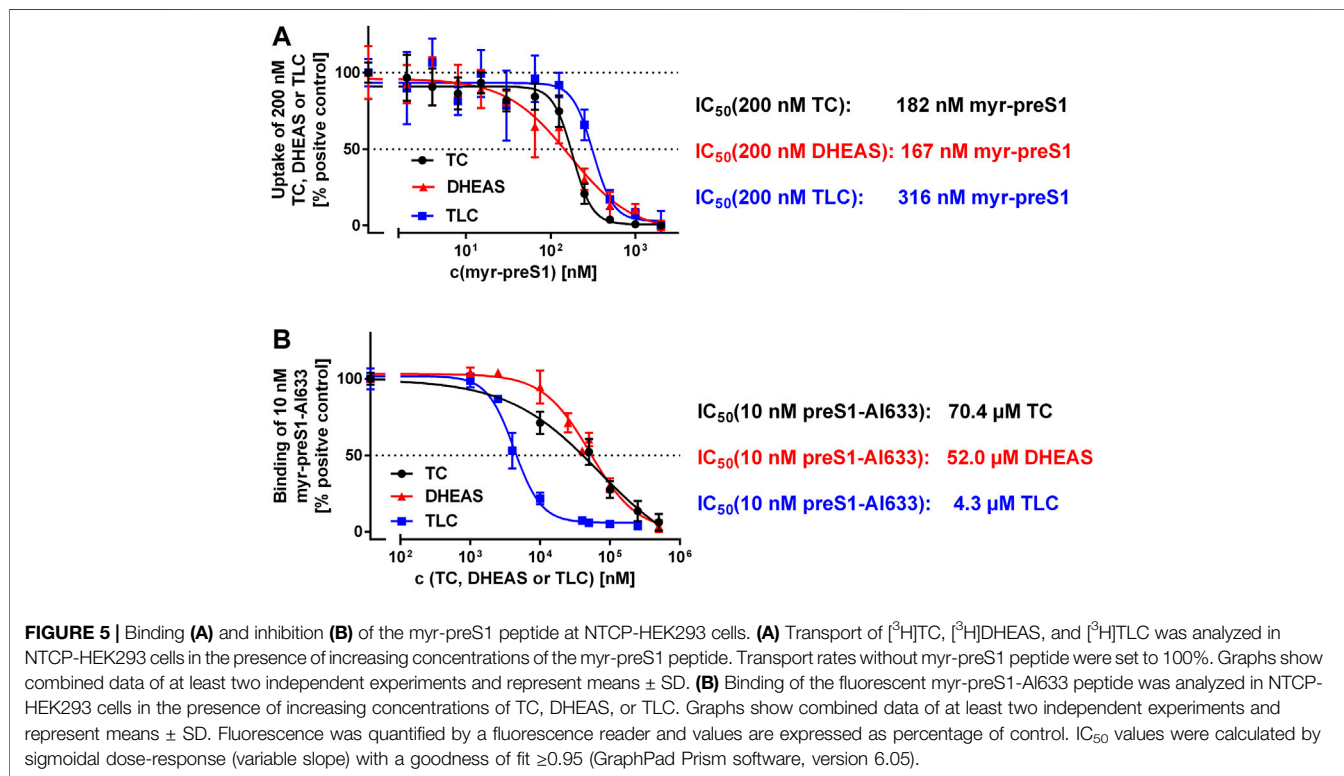 A
Uptake of 200 nM
TC, DHEAS or TLC
[% positve control]
100
50
0
TC
DHEAS
TLC
10¹ 10² 10³
c(myr-preS1) [nM]
IC₅₀(200 nM TC): 182 nM myr-preS1
IC₅₀(200 nM DHEAS): 167 nM myr-preS1
IC₅₀(200 nM TLC): 316 nM myr-preS1
B
Binding of 10 nM
myr-preS1-Al633
[% positive control]
100
50
0
TC
DHEAS
TLC
10² 10³ 10⁴ 10⁵ 10⁶
c (TC, DHEAS or TLC) [nM]
IC₅₀(10 nM preS1-Al633): 70.4 µM TC
IC₅₀(10 nM preS1-Al633): 52.0 µM DHEAS
IC₅₀(10 nM preS1-Al633): 4.3 µM TLC
FIGURE 5 | Binding (A) and inhibition (B) of the myr-preS1 peptide at NTCP-HEK293 cells. (A) Transport of [³H]TC, [³H]DHEAS, and [³H]TLC was analyzed in
NTCP-HEK293 cells in the presence of increasing concentrations of the myr-preS1 peptide. Transport rates without myr-preS1 peptide were set to 100%. Graphs show
combined data of at least two independent experiments and represent means ± SD. (B) Binding of the fluorescent myr-preS1-Al633 peptide was analyzed in NTCP-
HEK293 cells in the presence of increasing concentrations of TC, DHEAS, or TLC. Graphs show combined data of at least two independent experiments and
represent means ± SD. Fluorescence was quantified by a fluorescence reader and values are expressed as percentage of control. IC₅₀ values were calculated by
sigmoidal dose-response (variable slope) with a goodness of fit ≥0.95 (GraphPad Prism software, version 6.05).